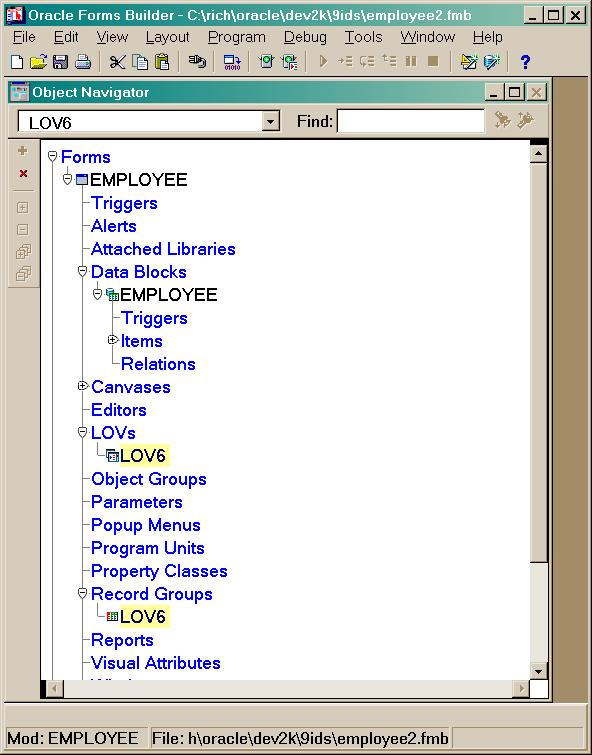 Oracle Forms Builder - C:\rich\oracle\dev2k\9ids\employee2.fmb
File Edit View Layout Program Debug Tools Window Help
Object Navigator
LOV6 Find:
Forms
EMPLOYEE
Triggers
Alerts
Attached Libraries
Data Blocks
EMPLOYEE
Triggers
Items
Relations
Canvases
Editors
LOVs
LOV6
Object Groups
Parameters
Popup Menus
Program Units
Property Classes
Record Groups
LOV6
Reports
Visual Attributes
Mod: EMPLOYEE File: h\oracle\dev2k\9ids\employee2.fmb